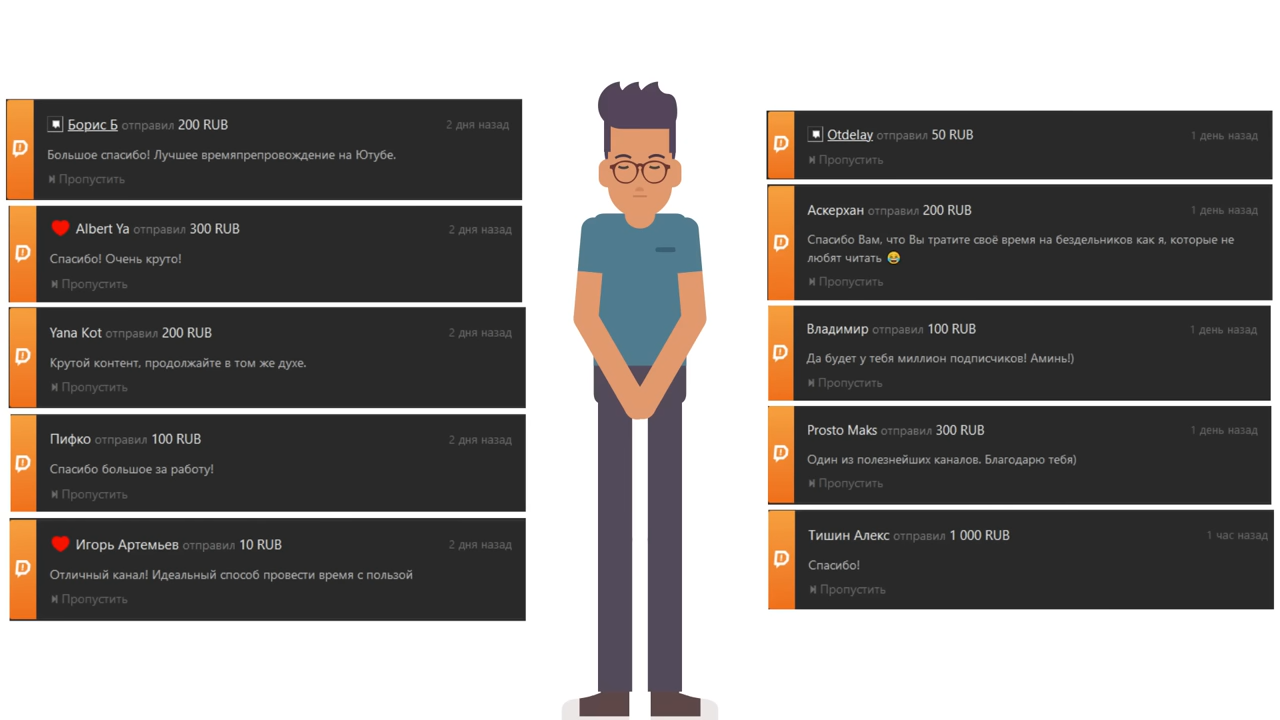 Борис Б отправил 200 RUB 2 дня назад
Большое спасибо! Лучшее времяпрепровождение на Ютубе.
Пропустить
Albert Ya отправил 300 RUB 2 дня назад
Спасибо! Очень круто!
Пропустить
Yana Kot отправил 200 RUB 2 дня назад
Крутой контент, продолжайте в том же духе.
Пропустить
Пифко отправил 100 RUB 2 дня назад
Спасибо большое за работу!
Пропустить
Игорь Артемьев отправил 10 RUB 2 дня назад
Отличный канал! Идеальный способ провести время с пользой
Пропустить
Otdelay отправил 50 RUB 1 день назад
Пропустить
Аскерхан отправил 200 RUB 1 день назад
Спасибо Вам, что Вы тратите своё время на бездельников как я, которые не
любят читать 😂
Пропустить
Владимир отправил 100 RUB 1 день назад
Да будет у тебя миллион подписчиков! Аминь!)
Пропустить
Prosto Maks отправил 300 RUB 1 день назад
Один из полезнейших каналов. Благодарю тебя)
Пропустить
Тишин Алекс отправил 1 000 RUB 1 час назад
Спасибо!
Пропустить